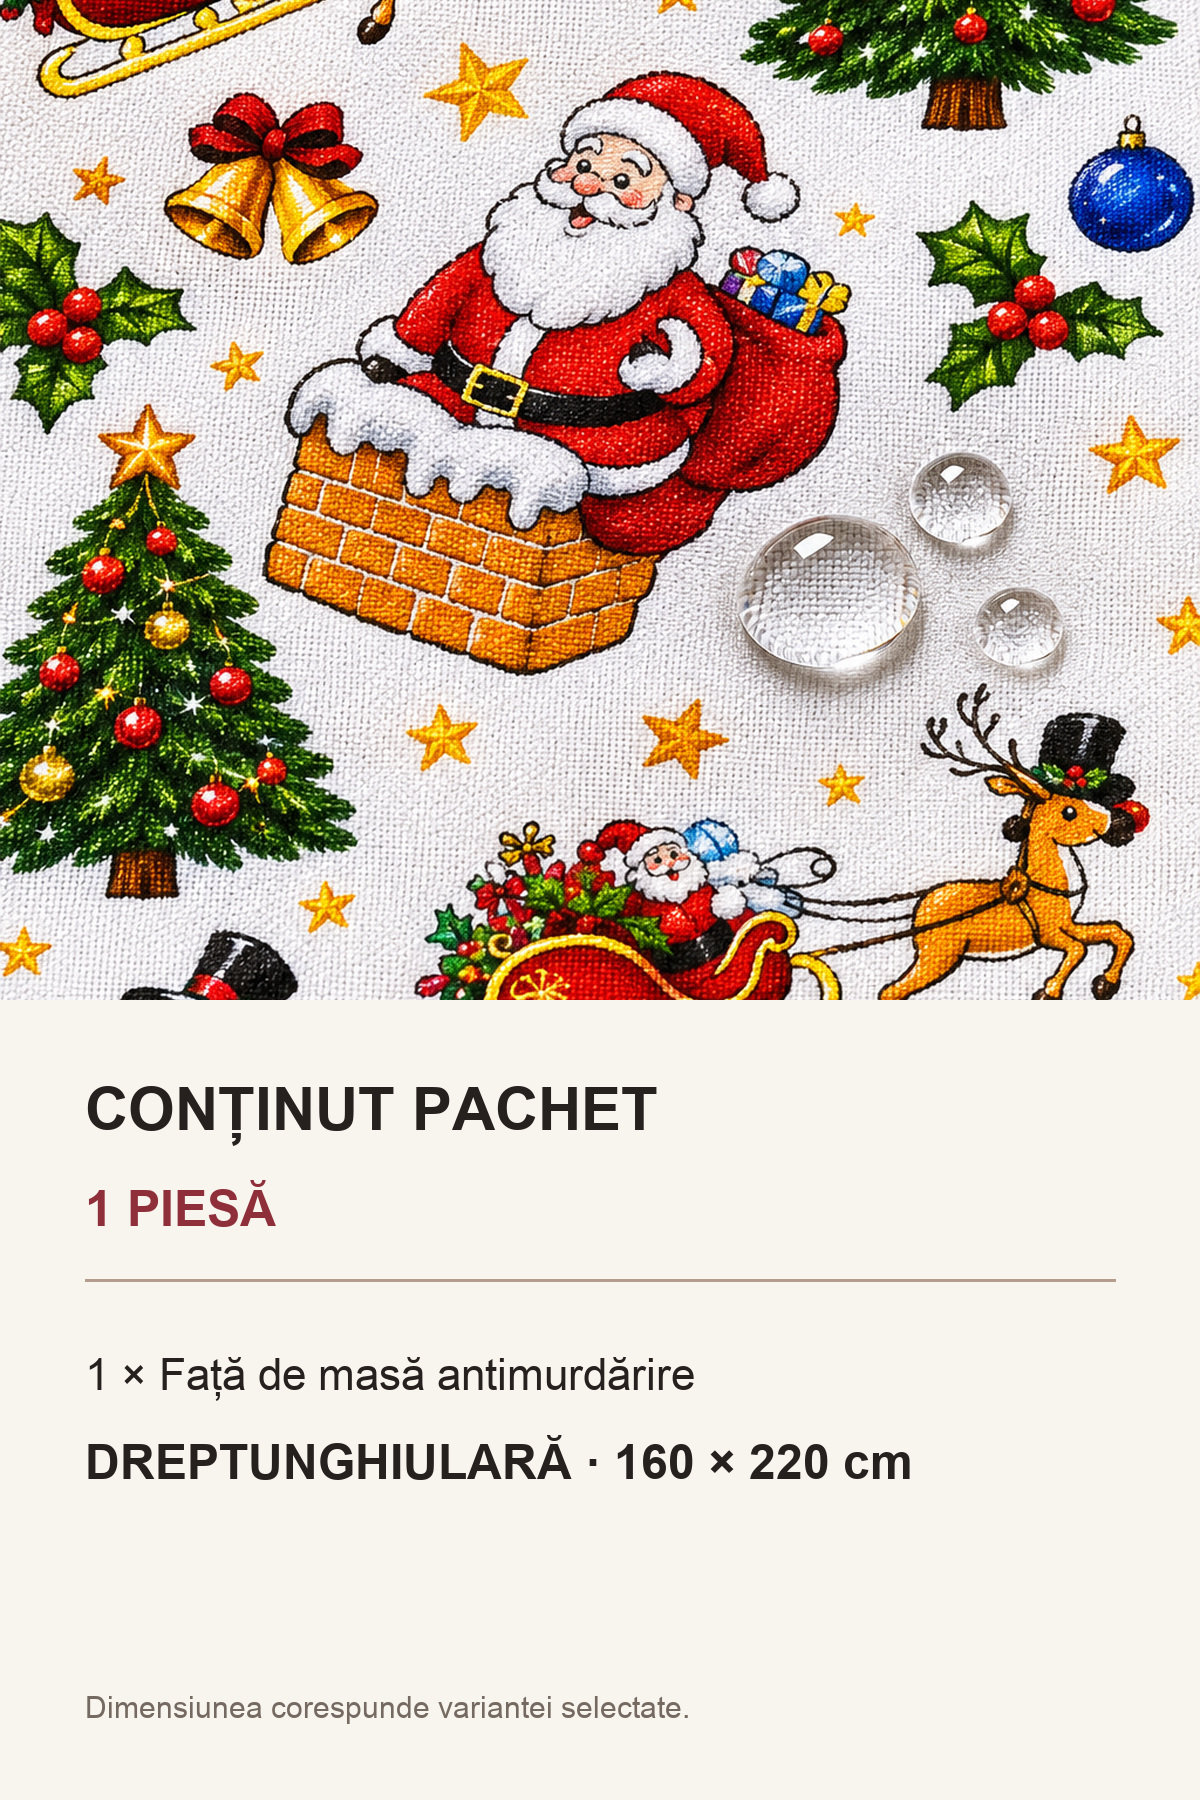 CONȚINUT PACHET
1 PIESĂ
1 × Față de masă antimurdărire
DREPTUNGHIULARĂ · 160 × 220 cm
Dimensiunea corespunde variantei selectate.